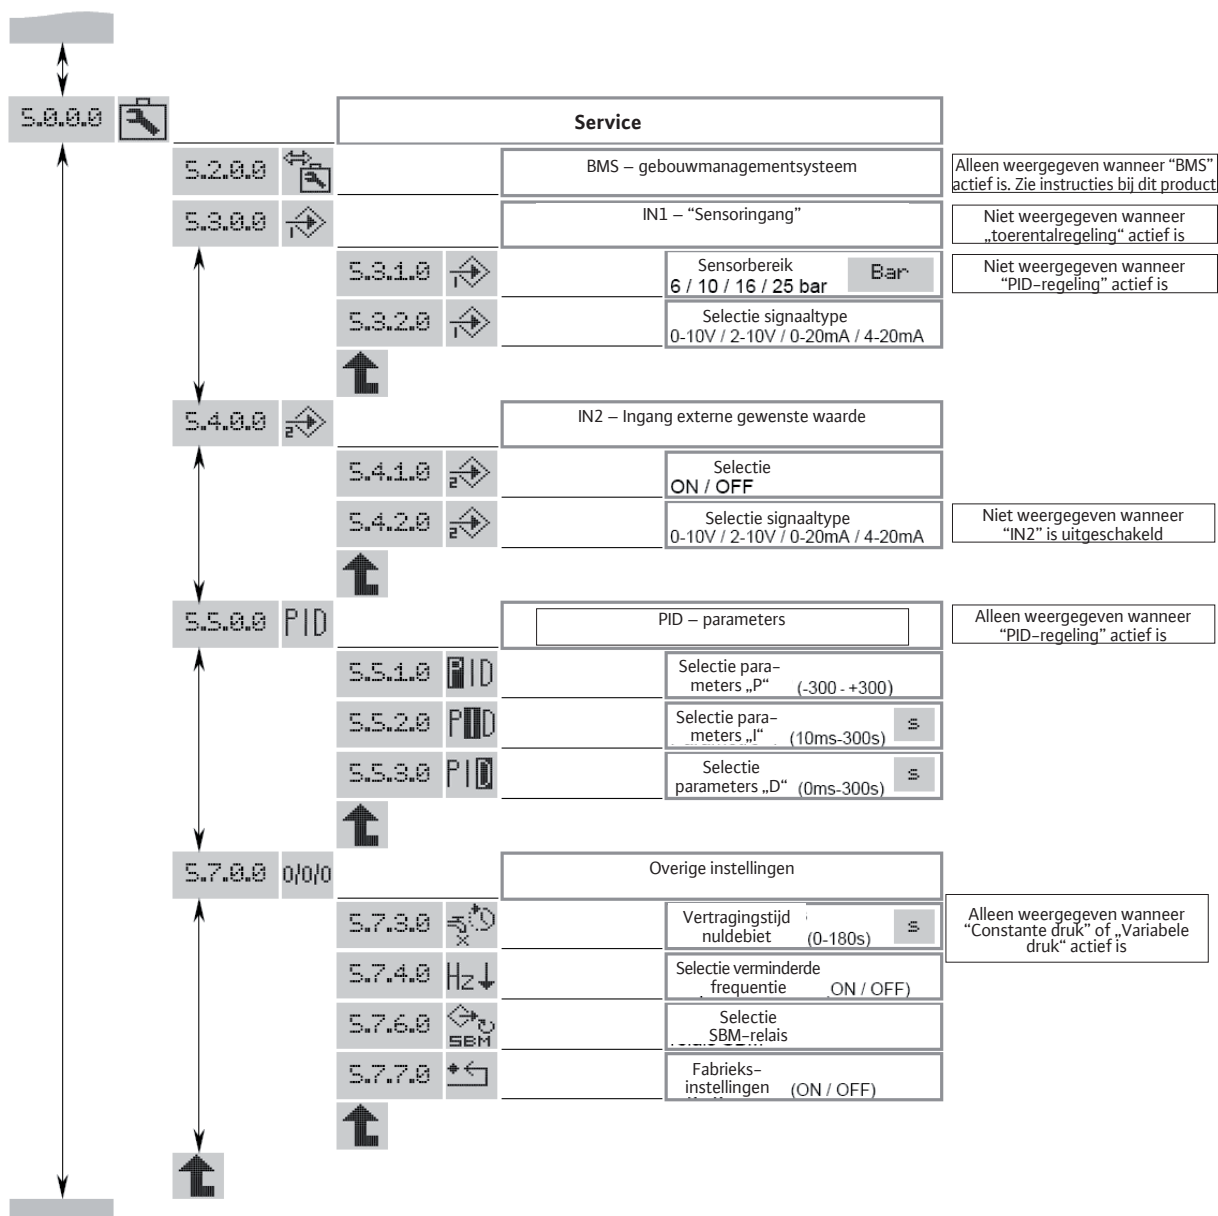 5.0.0.0
Service
5.2.0.0
BMS – gebouwmanagementsysteem
Alleen weergegeven wanneer "BMS"
actief is. Zie instructies bij dit product
5.3.0.0
1
IN1 – "Sensoringang"
Niet weergegeven wanneer
„toerentalregeling“ actief is
5.3.1.0
1
Sensorbereik
6 / 10 / 16 / 25 bar
Bar
Niet weergegeven wanneer
"PID-regeling" actief is
5.3.2.0
1
Selectie signaaltype
0-10V / 2-10V / 0-20mA / 4-20mA
5.4.0.0
2
IN2 – Ingang externe gewenste waarde
5.4.1.0
2
Selectie
ON / OFF
5.4.2.0
2
Selectie signaaltype
0-10V / 2-10V / 0-20mA / 4-20mA
Niet weergegeven wanneer
"IN2" is uitgeschakeld
5.5.0.0
PID
PID – parameters
Alleen weergegeven wanneer
"PID-regeling" actief is
5.5.1.0
PID
Selectie para-
meters „P“ (-300 - +300)
5.5.2.0
PID
Selectie para-
meters „I“ (10ms-300s)
s
5.5.3.0
PID
Selectie
parameters „D“ (0ms-300s)
s
5.7.0.0
0/0/0
Overige instellingen
5.7.3.0
Vertragingstijd
nuldebiet (0-180s)
s
Alleen weergegeven wanneer
"Constante druk" of „Variabele
druk“ actief is
5.7.4.0
Hz
Selectie verminderde
frequentie ON / OFF)
5.7.6.0
SBM
Selectie
SBM-relais
5.7.7.0
Fabrieks-
instellingen (ON / OFF)